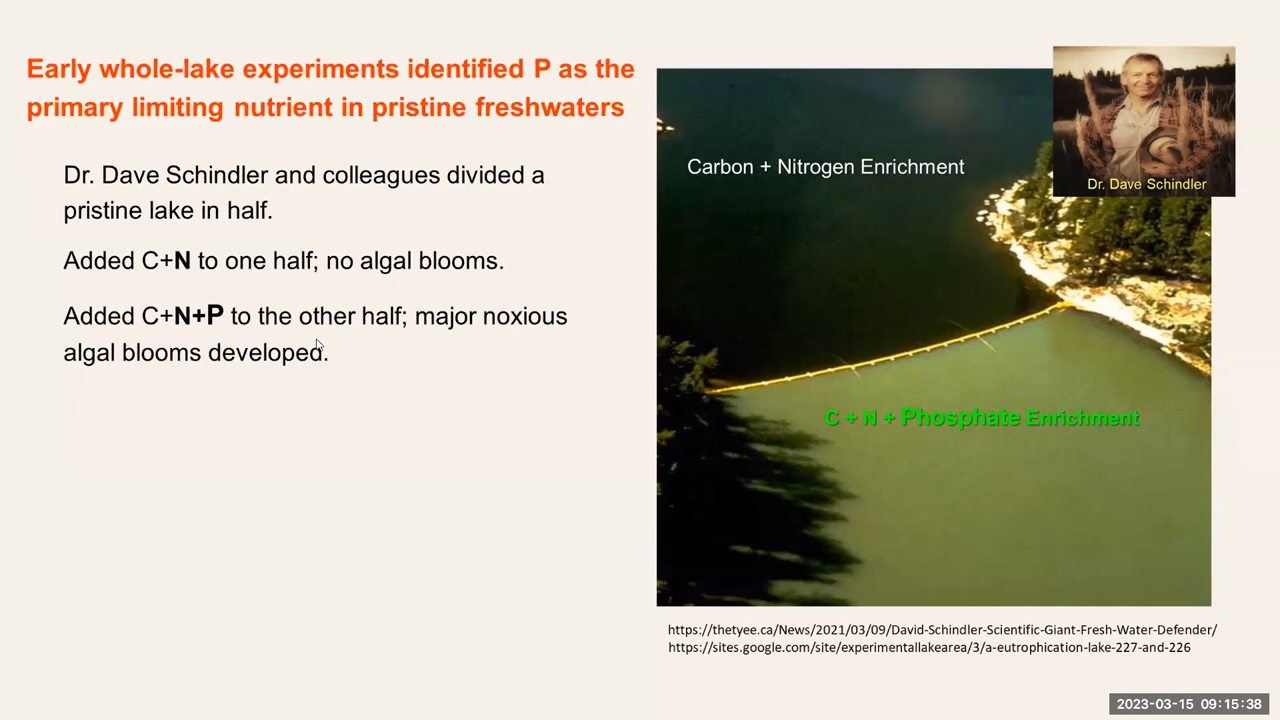 Early whole-lake experiments identified P as the
primary limiting nutrient in pristine freshwaters
Dr. Dave Schindler and colleagues divided a
pristine lake in half.
Added C+N to one half; no algal blooms.
Added C+N+P to the other half; major noxious
algal blooms developed.
Carbon + Nitrogen Enrichment
Dr. Dave Schindler
C + N + Phosphate Enrichment
https://thetyee.ca/News/2021/03/09/David-Schindler-Scientific-Giant-Fresh-Water-Defender/
https://sites.google.com/site/experimentallakearea/3/a-eutrophication-lake-227-and-226
2023-03-15 09:15:38